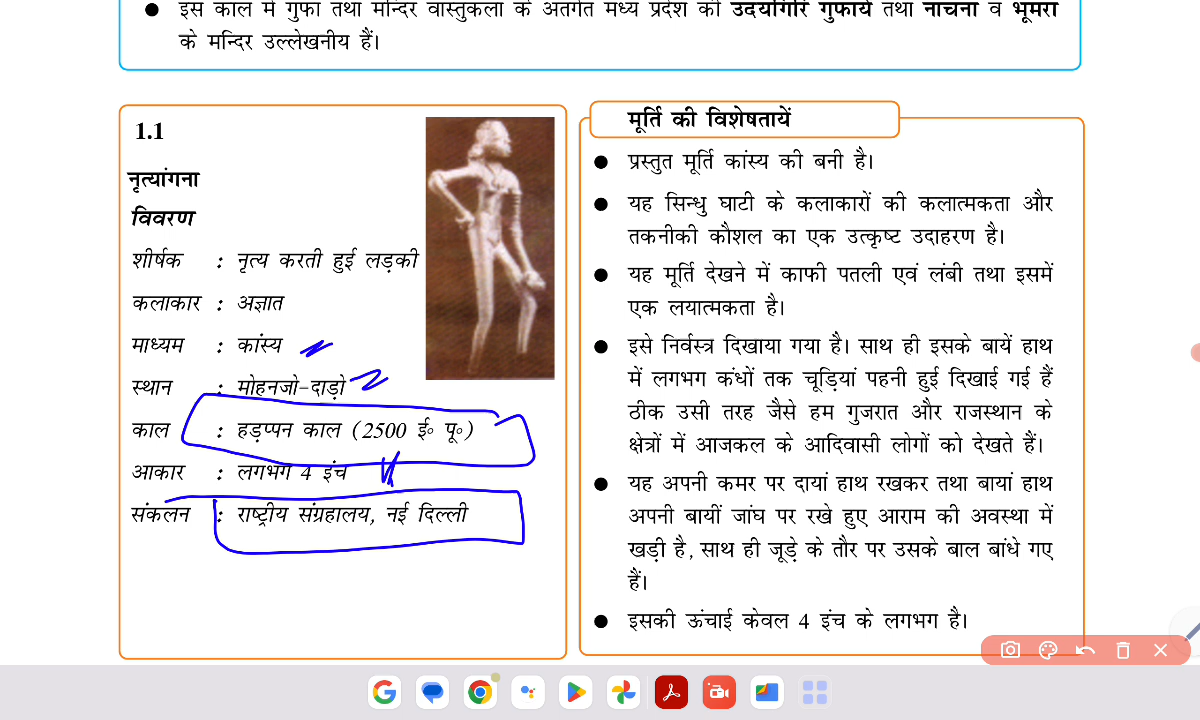 इस काल में गुफा तथा मन्दिर वास्तुकला के अंतर्गत मध्य प्रदेश की उदयगिरि गुफायें तथा नाचना व भूमरा
के मन्दिर उल्लेखनीय हैं।
1.1
नृत्यांगना
विवरण
शीर्षक : नृत्य करती हुई लड़की
कलाकार : अज्ञात
माध्यम : कांस्य
स्थान : मोहनजो-दाड़ो
काल : हड़प्पन काल (2500 ई॰ पू॰)
आकार : लगभग 4 इंच
संकलन : राष्ट्रीय संग्रहालय, नई दिल्ली
मूर्ति की विशेषतायें
प्रस्तुत मूर्ति कांस्य की बनी है।
यह सिन्धु घाटी के कलाकारों की कलात्मकता और
तकनीकी कौशल का एक उत्कृष्ट उदाहरण है।
यह मूर्ति देखने में काफी पतली एवं लंबी तथा इसमें
एक लयात्मकता है।
इसे निर्वस्त्र दिखाया गया है। साथ ही इसके बायें हाथ
में लगभग कंधों तक चूड़ियां पहनी हुई दिखाई गई हैं
ठीक उसी तरह जैसे हम गुजरात और राजस्थान के
क्षेत्रों में आजकल के आदिवासी लोगों को देखते हैं।
यह अपनी कमर पर दायां हाथ रखकर तथा बायां हाथ
अपनी बायीं जांघ पर रखे हुए आराम की अवस्था में
खड़ी है, साथ ही जूड़े के तौर पर उसके बाल बांधे गए
हैं।
इसकी ऊंचाई केवल 4 इंच के लगभग है।